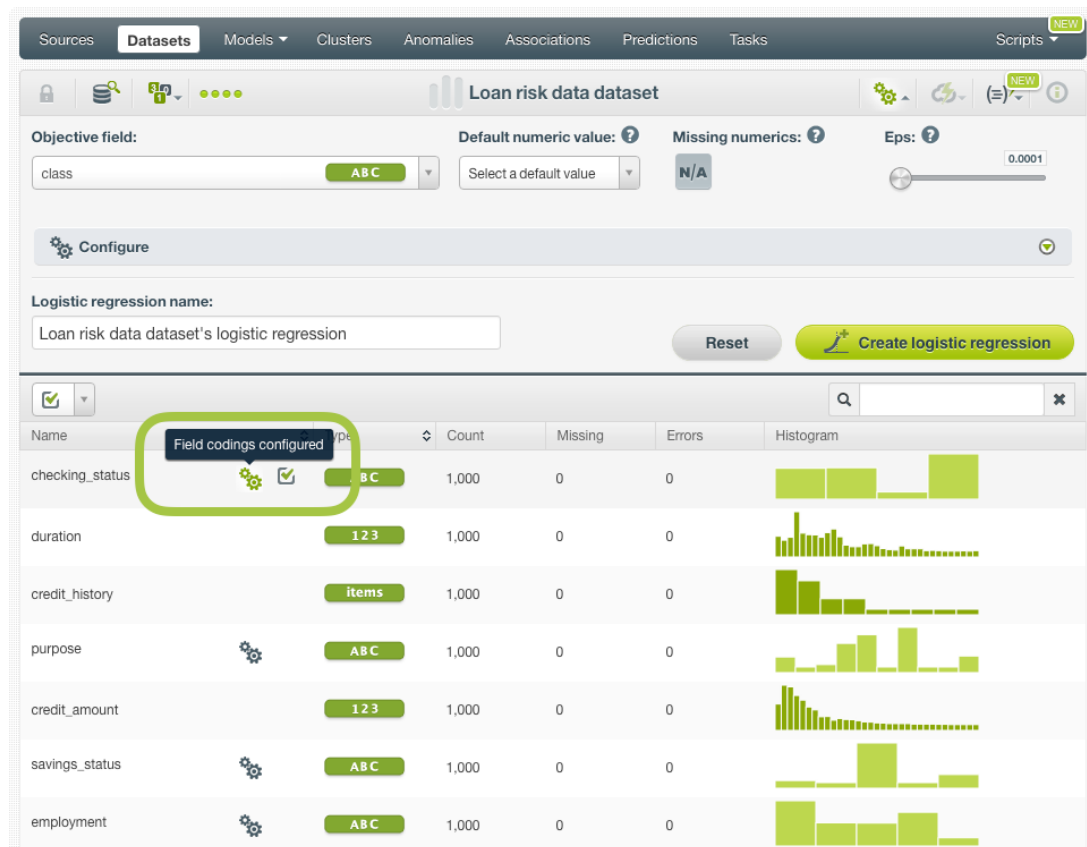 NEW
Sources Datasets Models Clusters Anomalies Associations Predictions Tasks Scripts
NEW
Loan risk data dataset
Objective field: Default numeric value: ? Missing numerics: ? Eps: ?
class ABC Select a default value N/A 0.0001
Configure
Logistic regression name:
Loan risk data dataset's logistic regression
Reset Create logistic regression
Name Type Count Missing Errors Histogram
Field codings configured
checking_status ABC 1,000 0 0
duration 123 1,000 0 0
credit_history items 1,000 0 0
purpose ABC 1,000 0 0
credit_amount 123 1,000 0 0
savings_status ABC 1,000 0 0
employment ABC 1,000 0 0